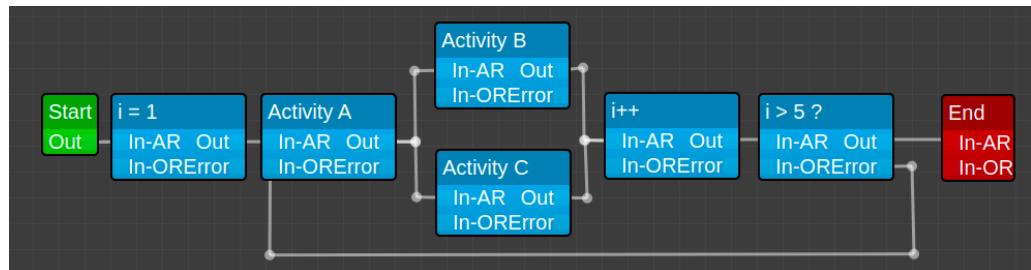 Start
Out
i = 1
In-AR Out
In-ORError
Activity A
In-AR Out
In-ORError
Activity B
In-AR Out
In-ORError
Activity C
In-AR Out
In-ORError
i++
In-AR Out
In-ORError
i > 5 ?
In-AR Out
In-ORError
End
In-AR
In-OR